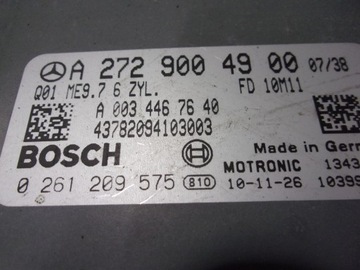 A 272 900 49 00 07/38
Q01 ME9.7 6 ZYL. FD 10M11
A 003 446 76 40
43782094103003
BOSCH
Made in Germ
MOTRONIC 1343
0 261 209 575 B10 10-11-26 10399